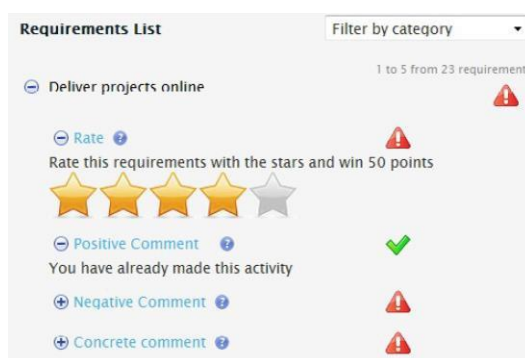 Requirements List
Filter by category
1 to 5 from 23 requirement
Deliver projects online
Rate
Rate this requirements with the stars and win 50 points
Positive Comment
You have already made this activity
Negative Comment
Concrete comment